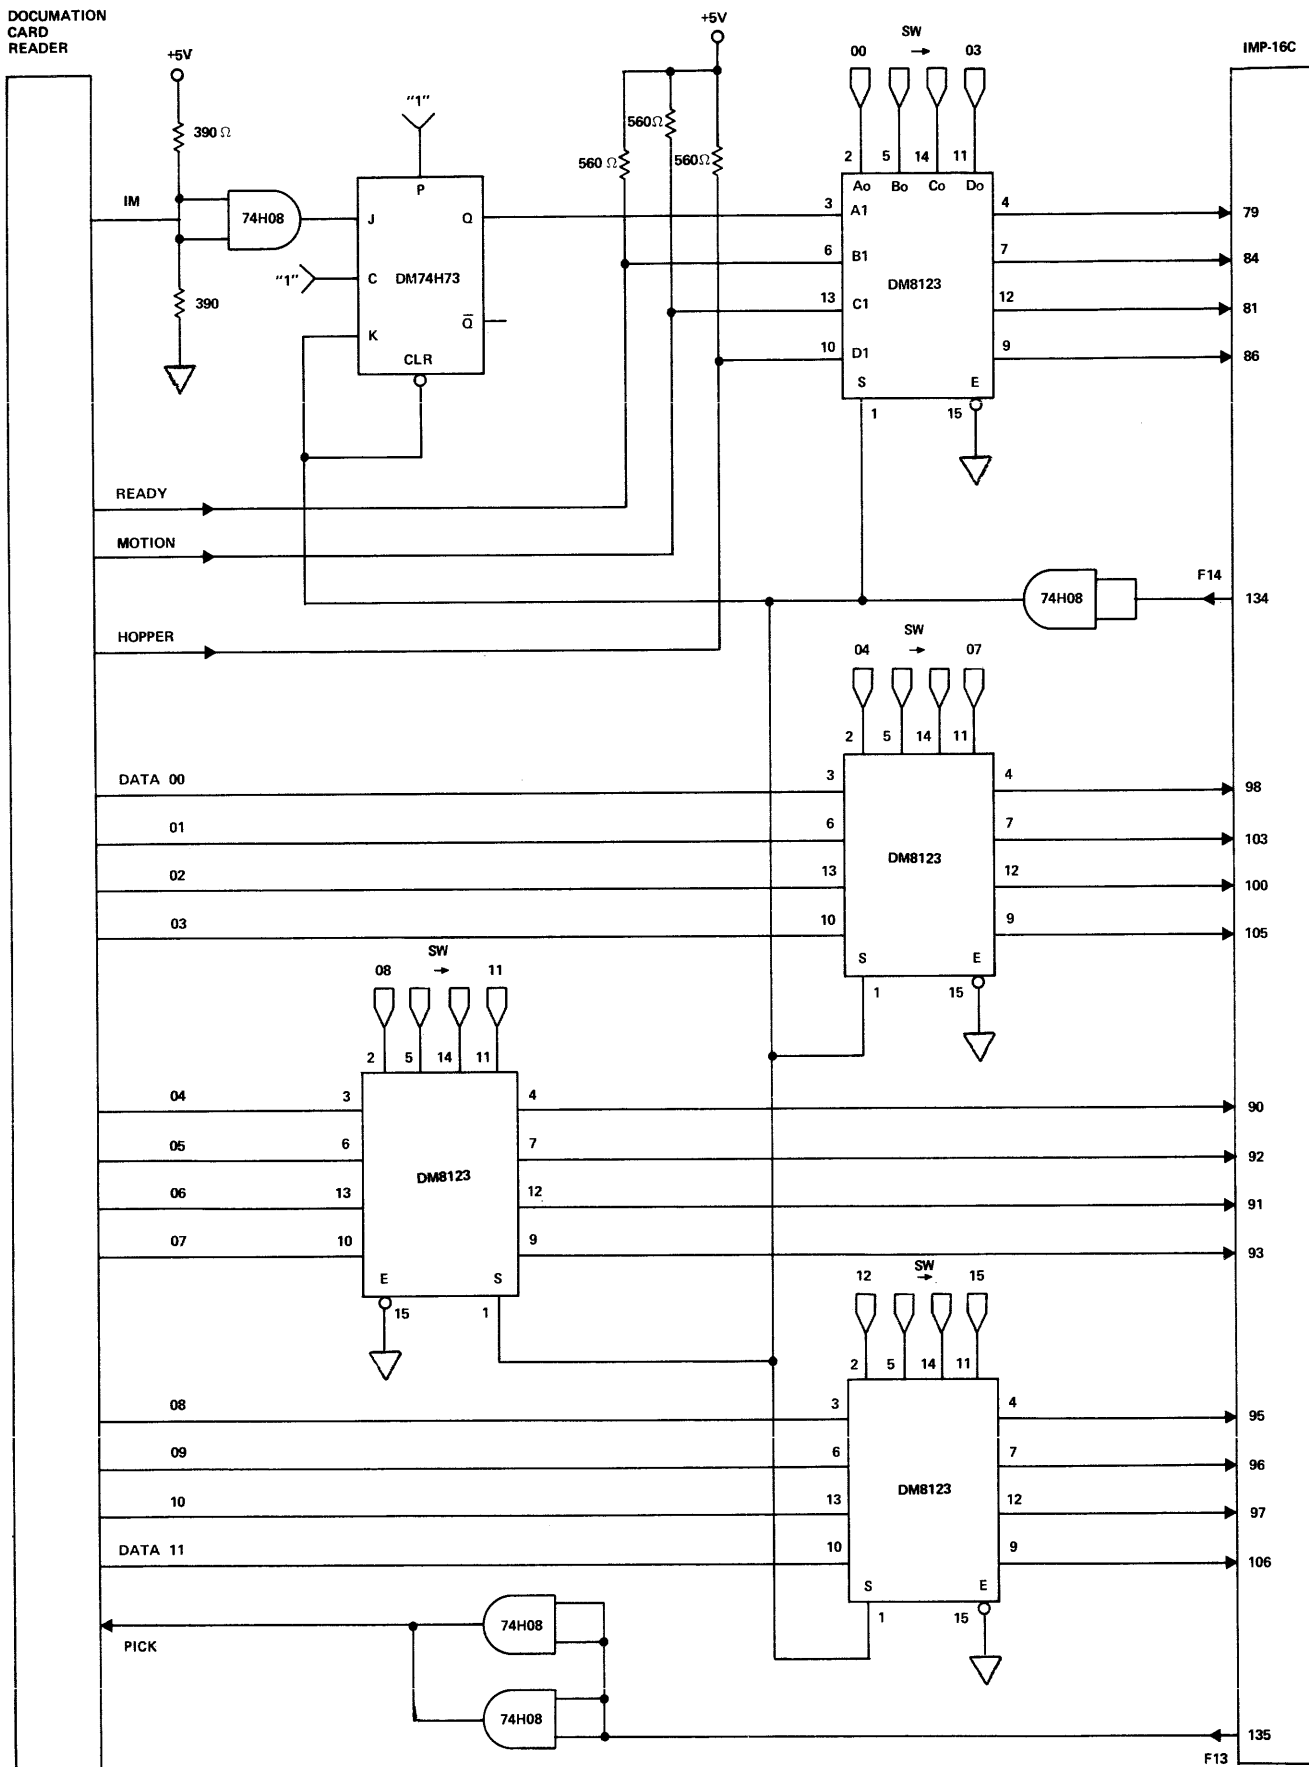 DOCUMATION
CARD
READER
+5V
+5V
00 SW → 03
IMP-16C
"1"
390 Ω
560Ω
560 Ω
560Ω
2 5 14 11
IM
74H08
P
J Q
"1" C DM74H73
K Q̅
CLR
390
Ao Bo Co Do
3 A1 4 79
6 B1 7 84
DM8123
13 C1 12 81
10 D1 9 86
S E
1 15
READY
MOTION
HOPPER
74H08
F14
134
04 SW → 07
2 5 14 11
DATA 00 3 4 98
01 6 7 103
DM8123
02 13 12 100
03 10 9 105
S E
1 15
08 SW → 11
2 5 14 11
04 3 4 90
05 6 7 92
DM8123
06 13 12 91
07 10 9 93
E S
15 1
12 SW → 15
2 5 14 11
08 3 4 95
09 6 7 96
DM8123
10 13 12 97
DATA 11 10 9 106
S E
1 15
PICK
74H08
74H08
135
F13